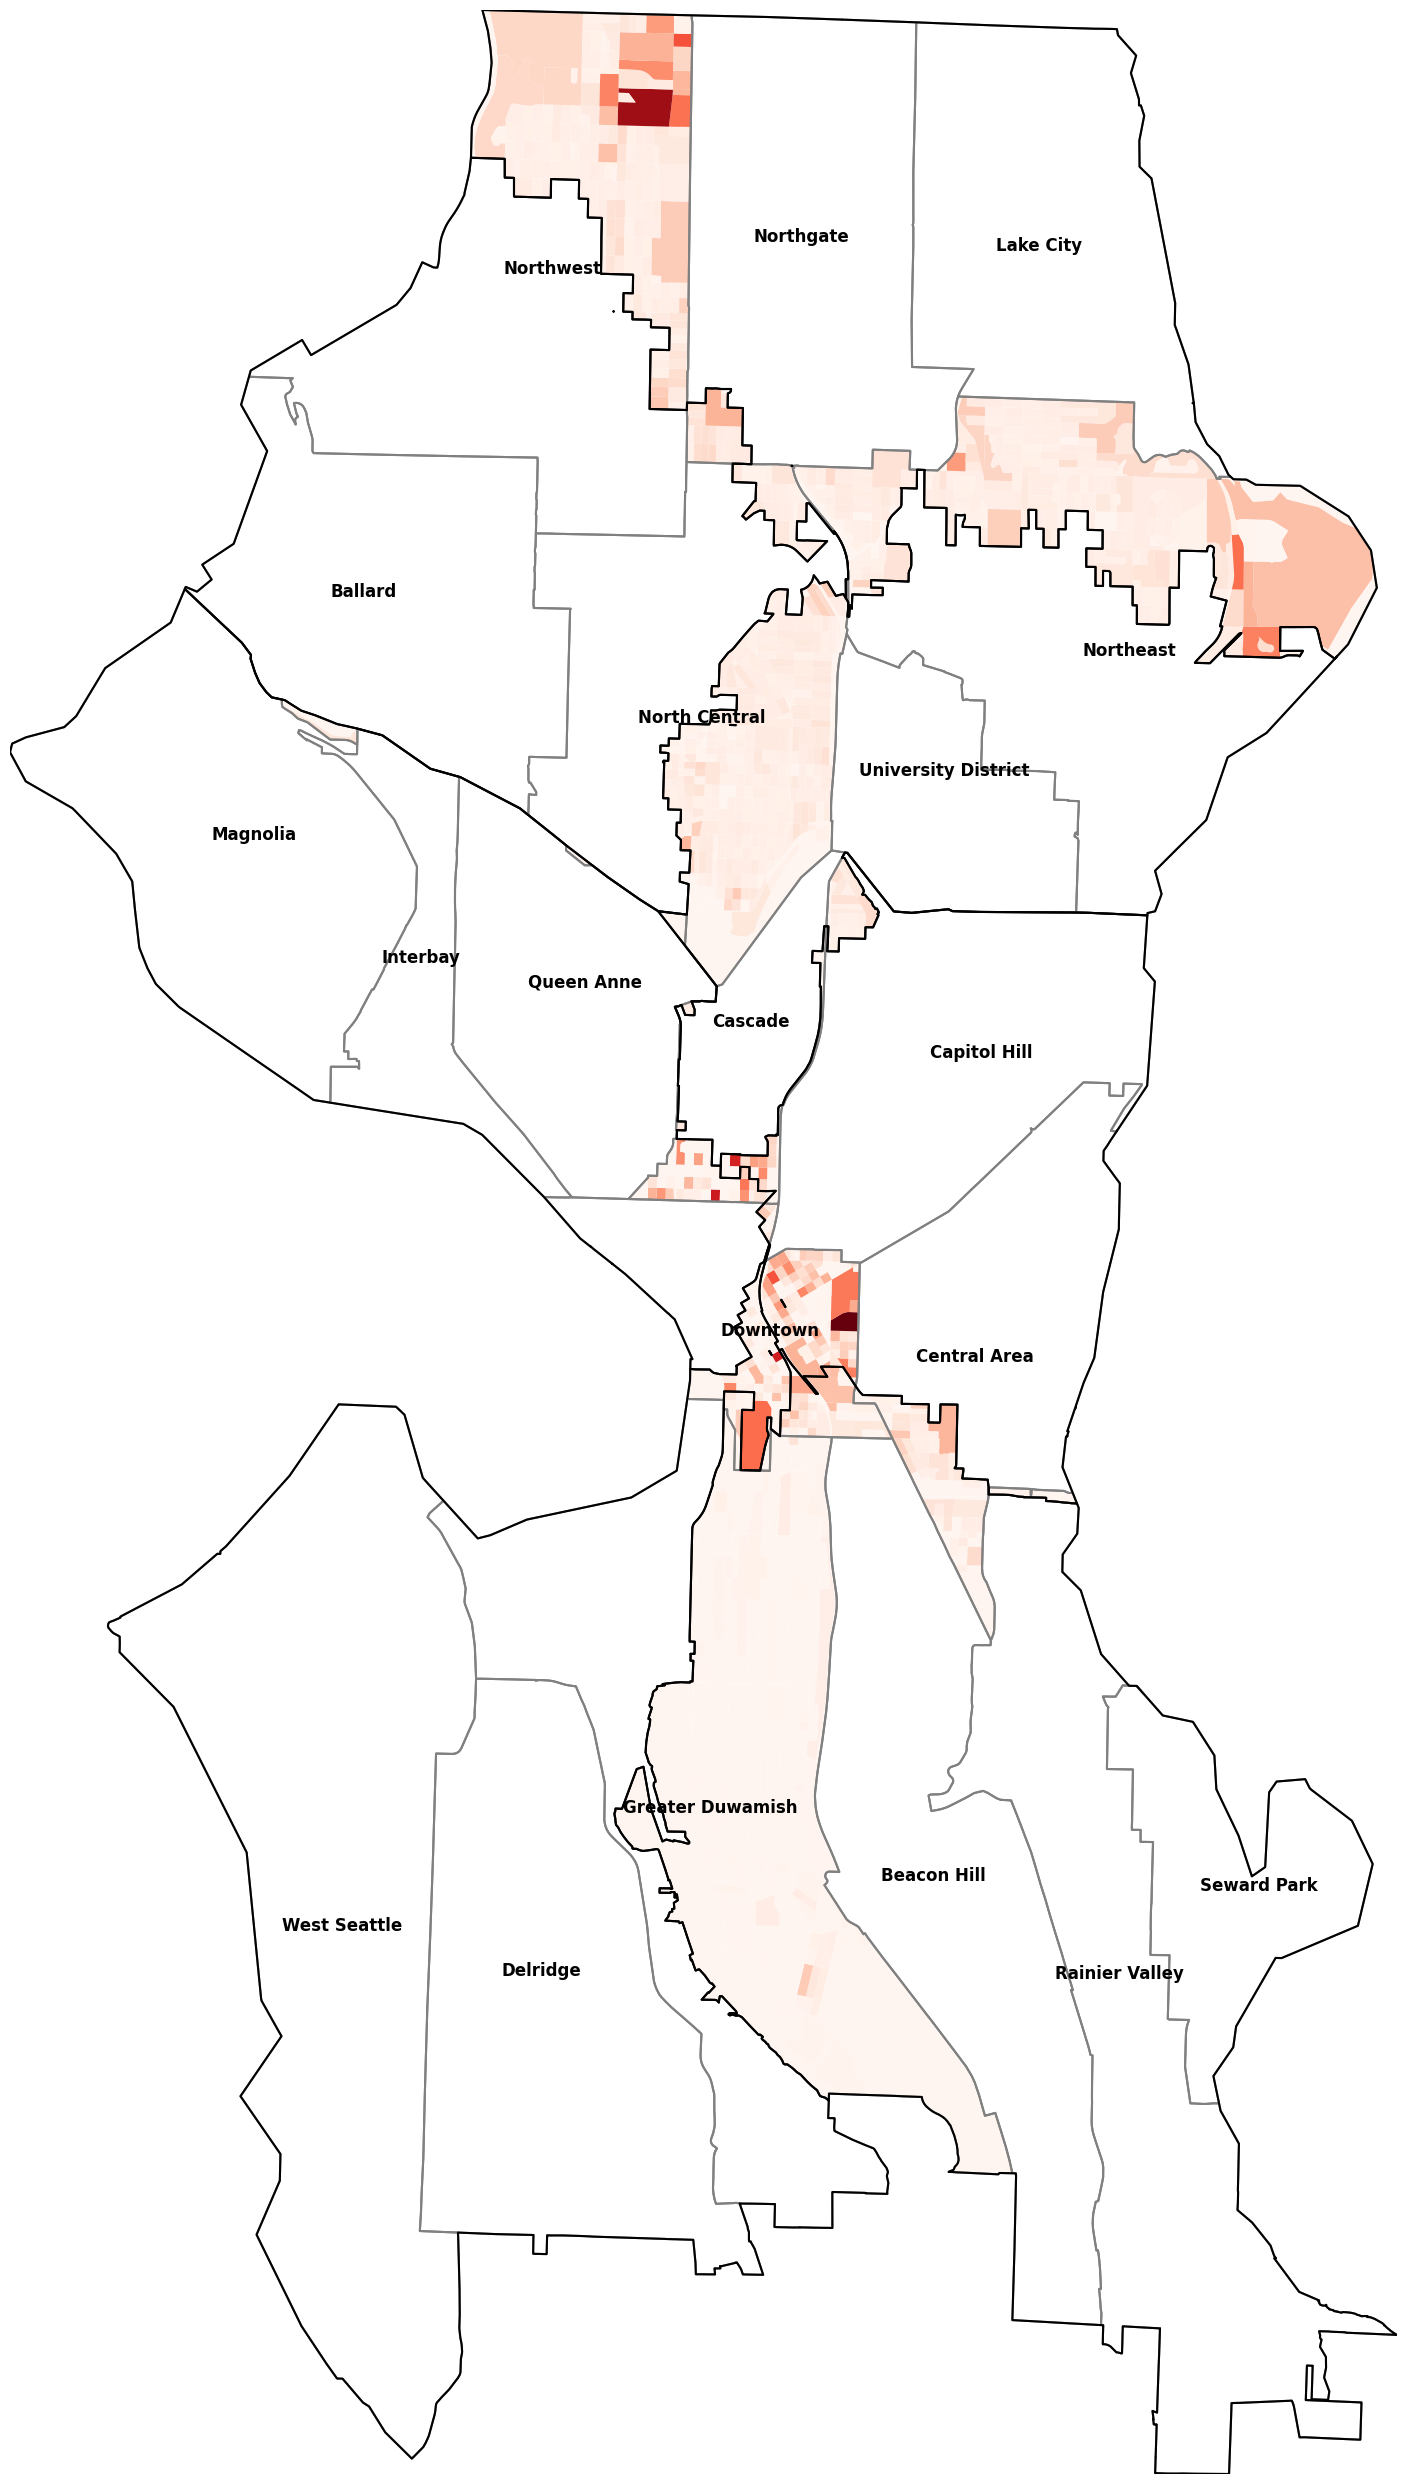 Northgate
Lake City
Northwest
Ballard
Northeast
North Central
University District
Magnolia
Interbay
Queen Anne
Cascade
Capitol Hill
Downtown
Central Area
Greater Duwamish
Beacon Hill
Seward Park
West Seattle
Delridge
Rainier Valley